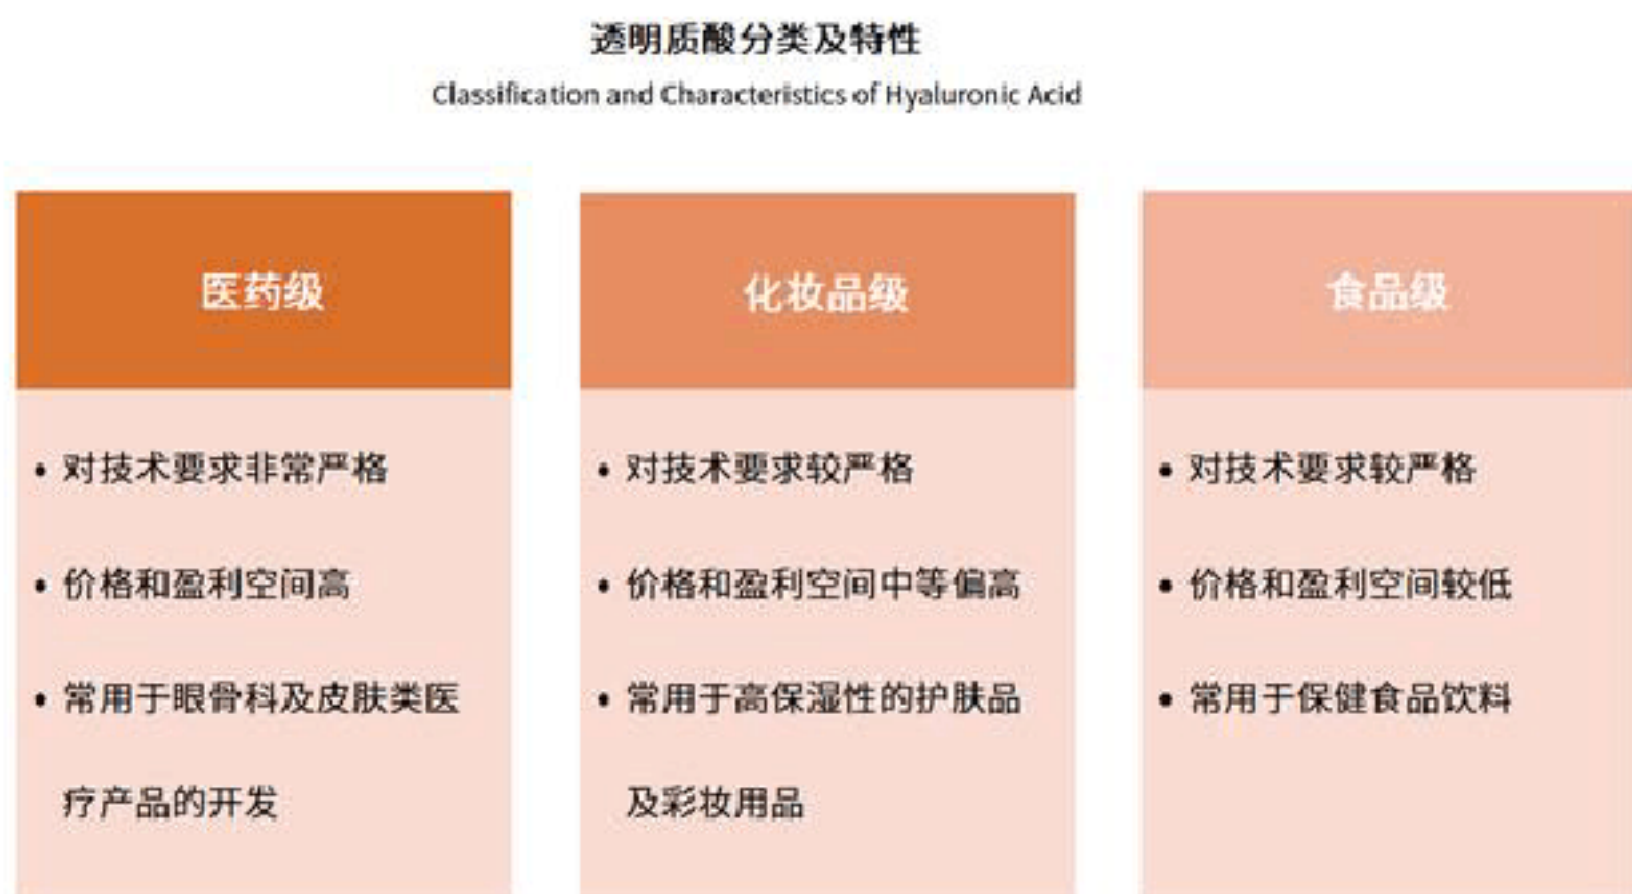 透明质酸分类及特性
Classification and Characteristics of Hyaluronic Acid
医药级
• 对技术要求非常严格
• 价格和盈利空间高
• 常用于眼骨科及皮肤类医
疗产品的开发
化妆品级
• 对技术要求较严格
• 价格和盈利空间中等偏高
• 常用于高保湿性的护肤品
及彩妆用品
食品级
• 对技术要求较严格
• 价格和盈利空间较低
• 常用于保健食品饮料